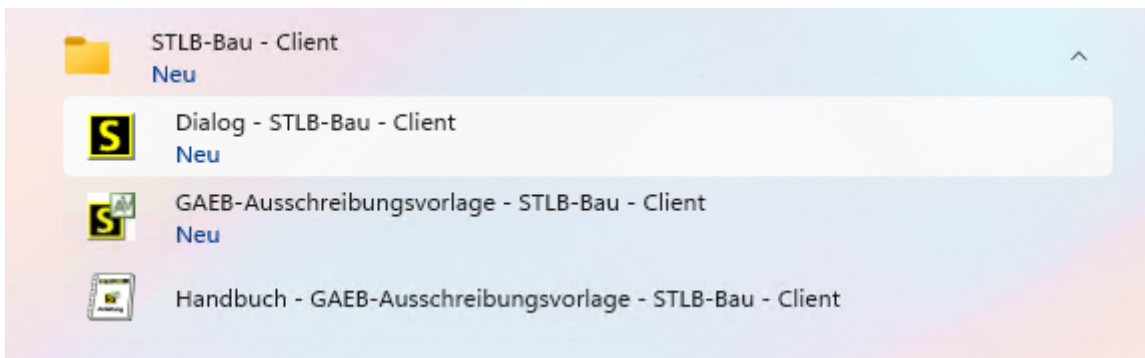 STLB-Bau - Client
Neu
S
Dialog - STLB-Bau - Client
Neu
S AV
GAEB-Ausschreibungsvorlage - STLB-Bau - Client
Neu
Handbuch - GAEB-Ausschreibungsvorlage - STLB-Bau - Client